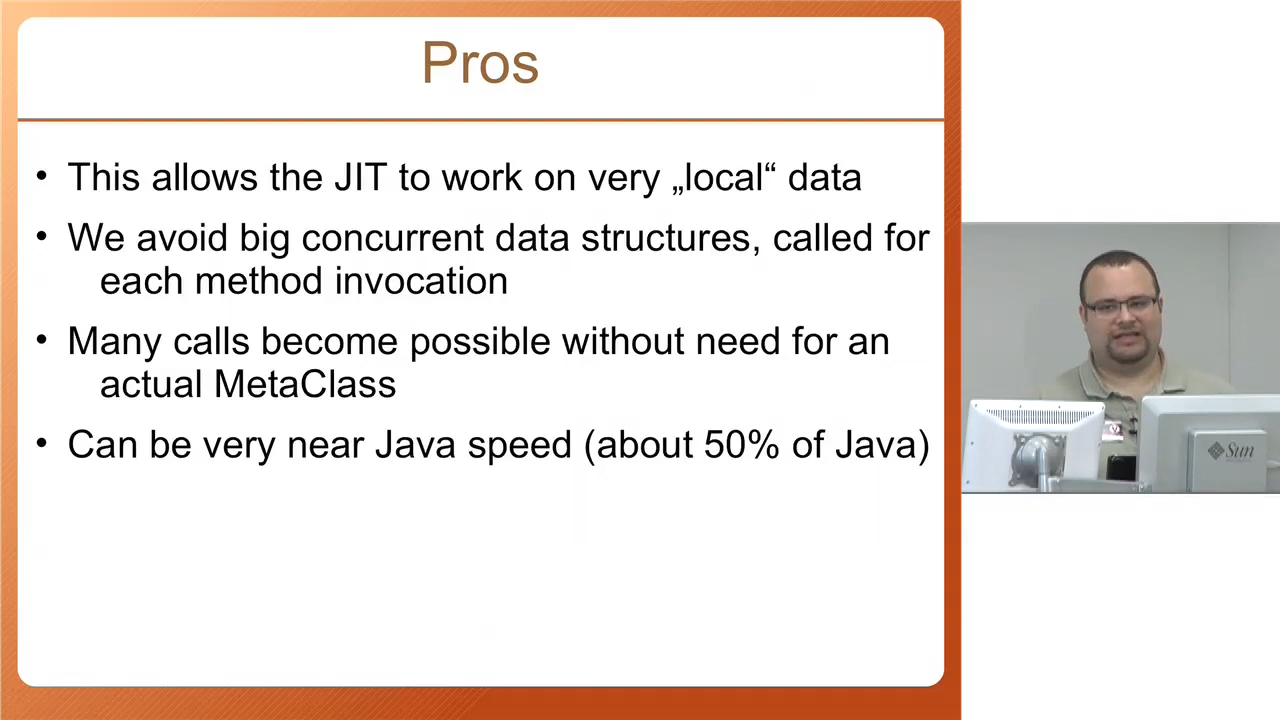 Pros
• This allows the JIT to work on very „local“ data
• We avoid big concurrent data structures, called for
each method invocation
• Many calls become possible without need for an
actual MetaClass
• Can be very near Java speed (about 50% of Java)
Sun